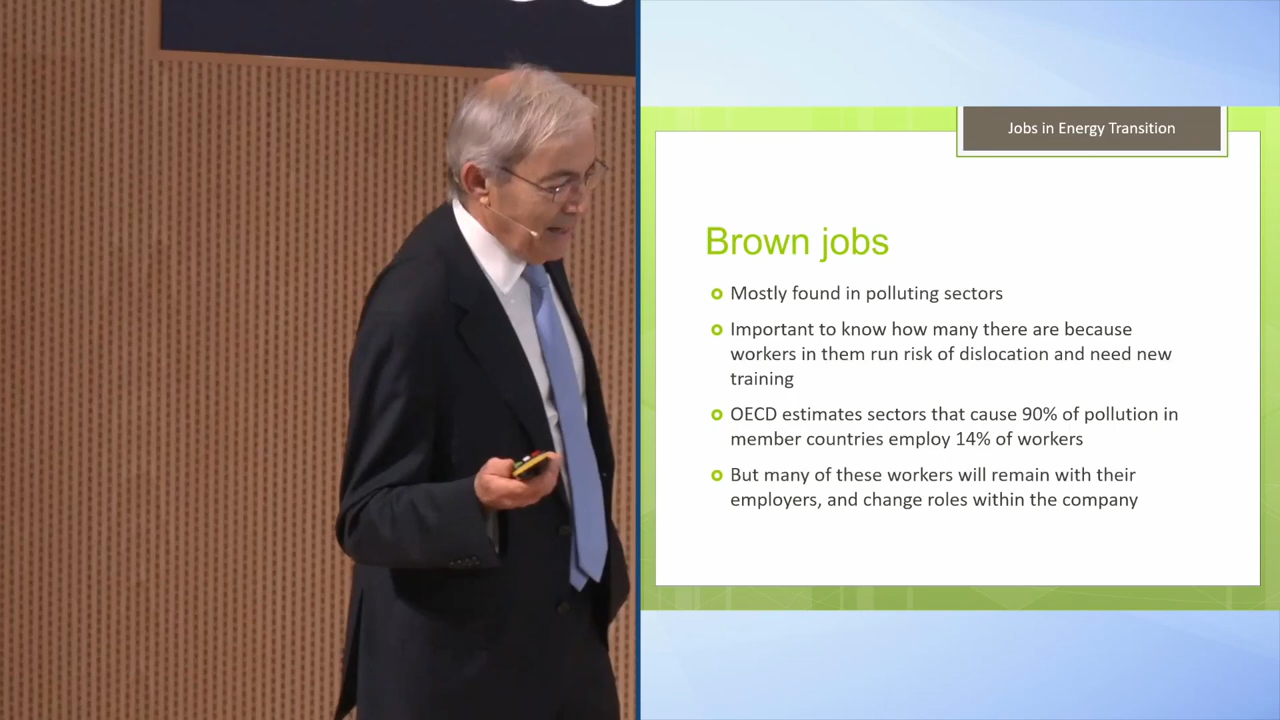 Jobs in Energy Transition
Brown jobs
Mostly found in polluting sectors
Important to know how many there are because
workers in them run risk of dislocation and need new
training
OECD estimates sectors that cause 90% of pollution in
member countries employ 14% of workers
But many of these workers will remain with their
employers, and change roles within the company